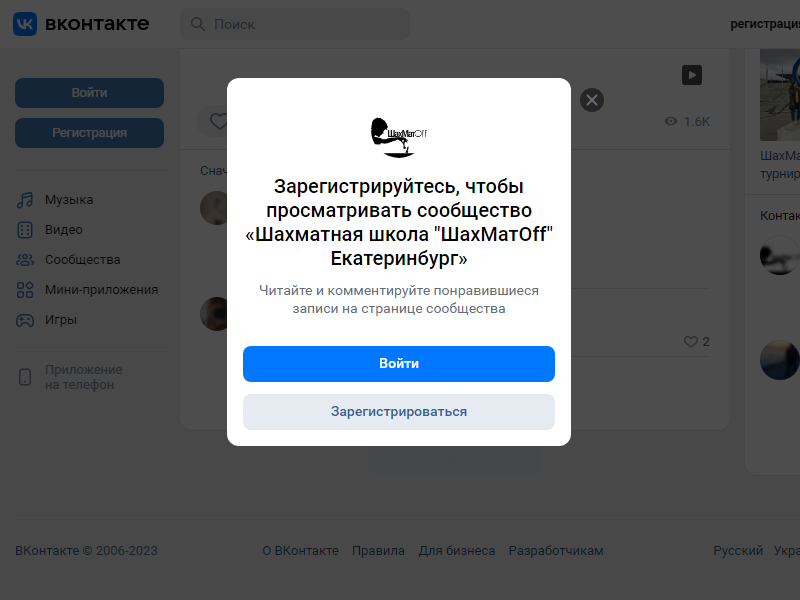 вконтакте
Поиск
регистрация
Войти
Регистрация
Музыка
Видео
Сообщества
Мини-приложения
Игры
Приложение
на телефон
Снач
1.6K
2
ШахМатOff
Зарегистрируйтесь, чтобы
просматривать сообщество
«Шахматная школа "ШахМатOff"
Екатеринбург»
Читайте и комментируйте понравившиеся
записи на странице сообщества
Войти
Зарегистрироваться
ШахМа
турнир
Контак
ВКонтакте © 2006-2023
О ВКонтакте Правила Для бизнеса Разработчикам
Русский Укра